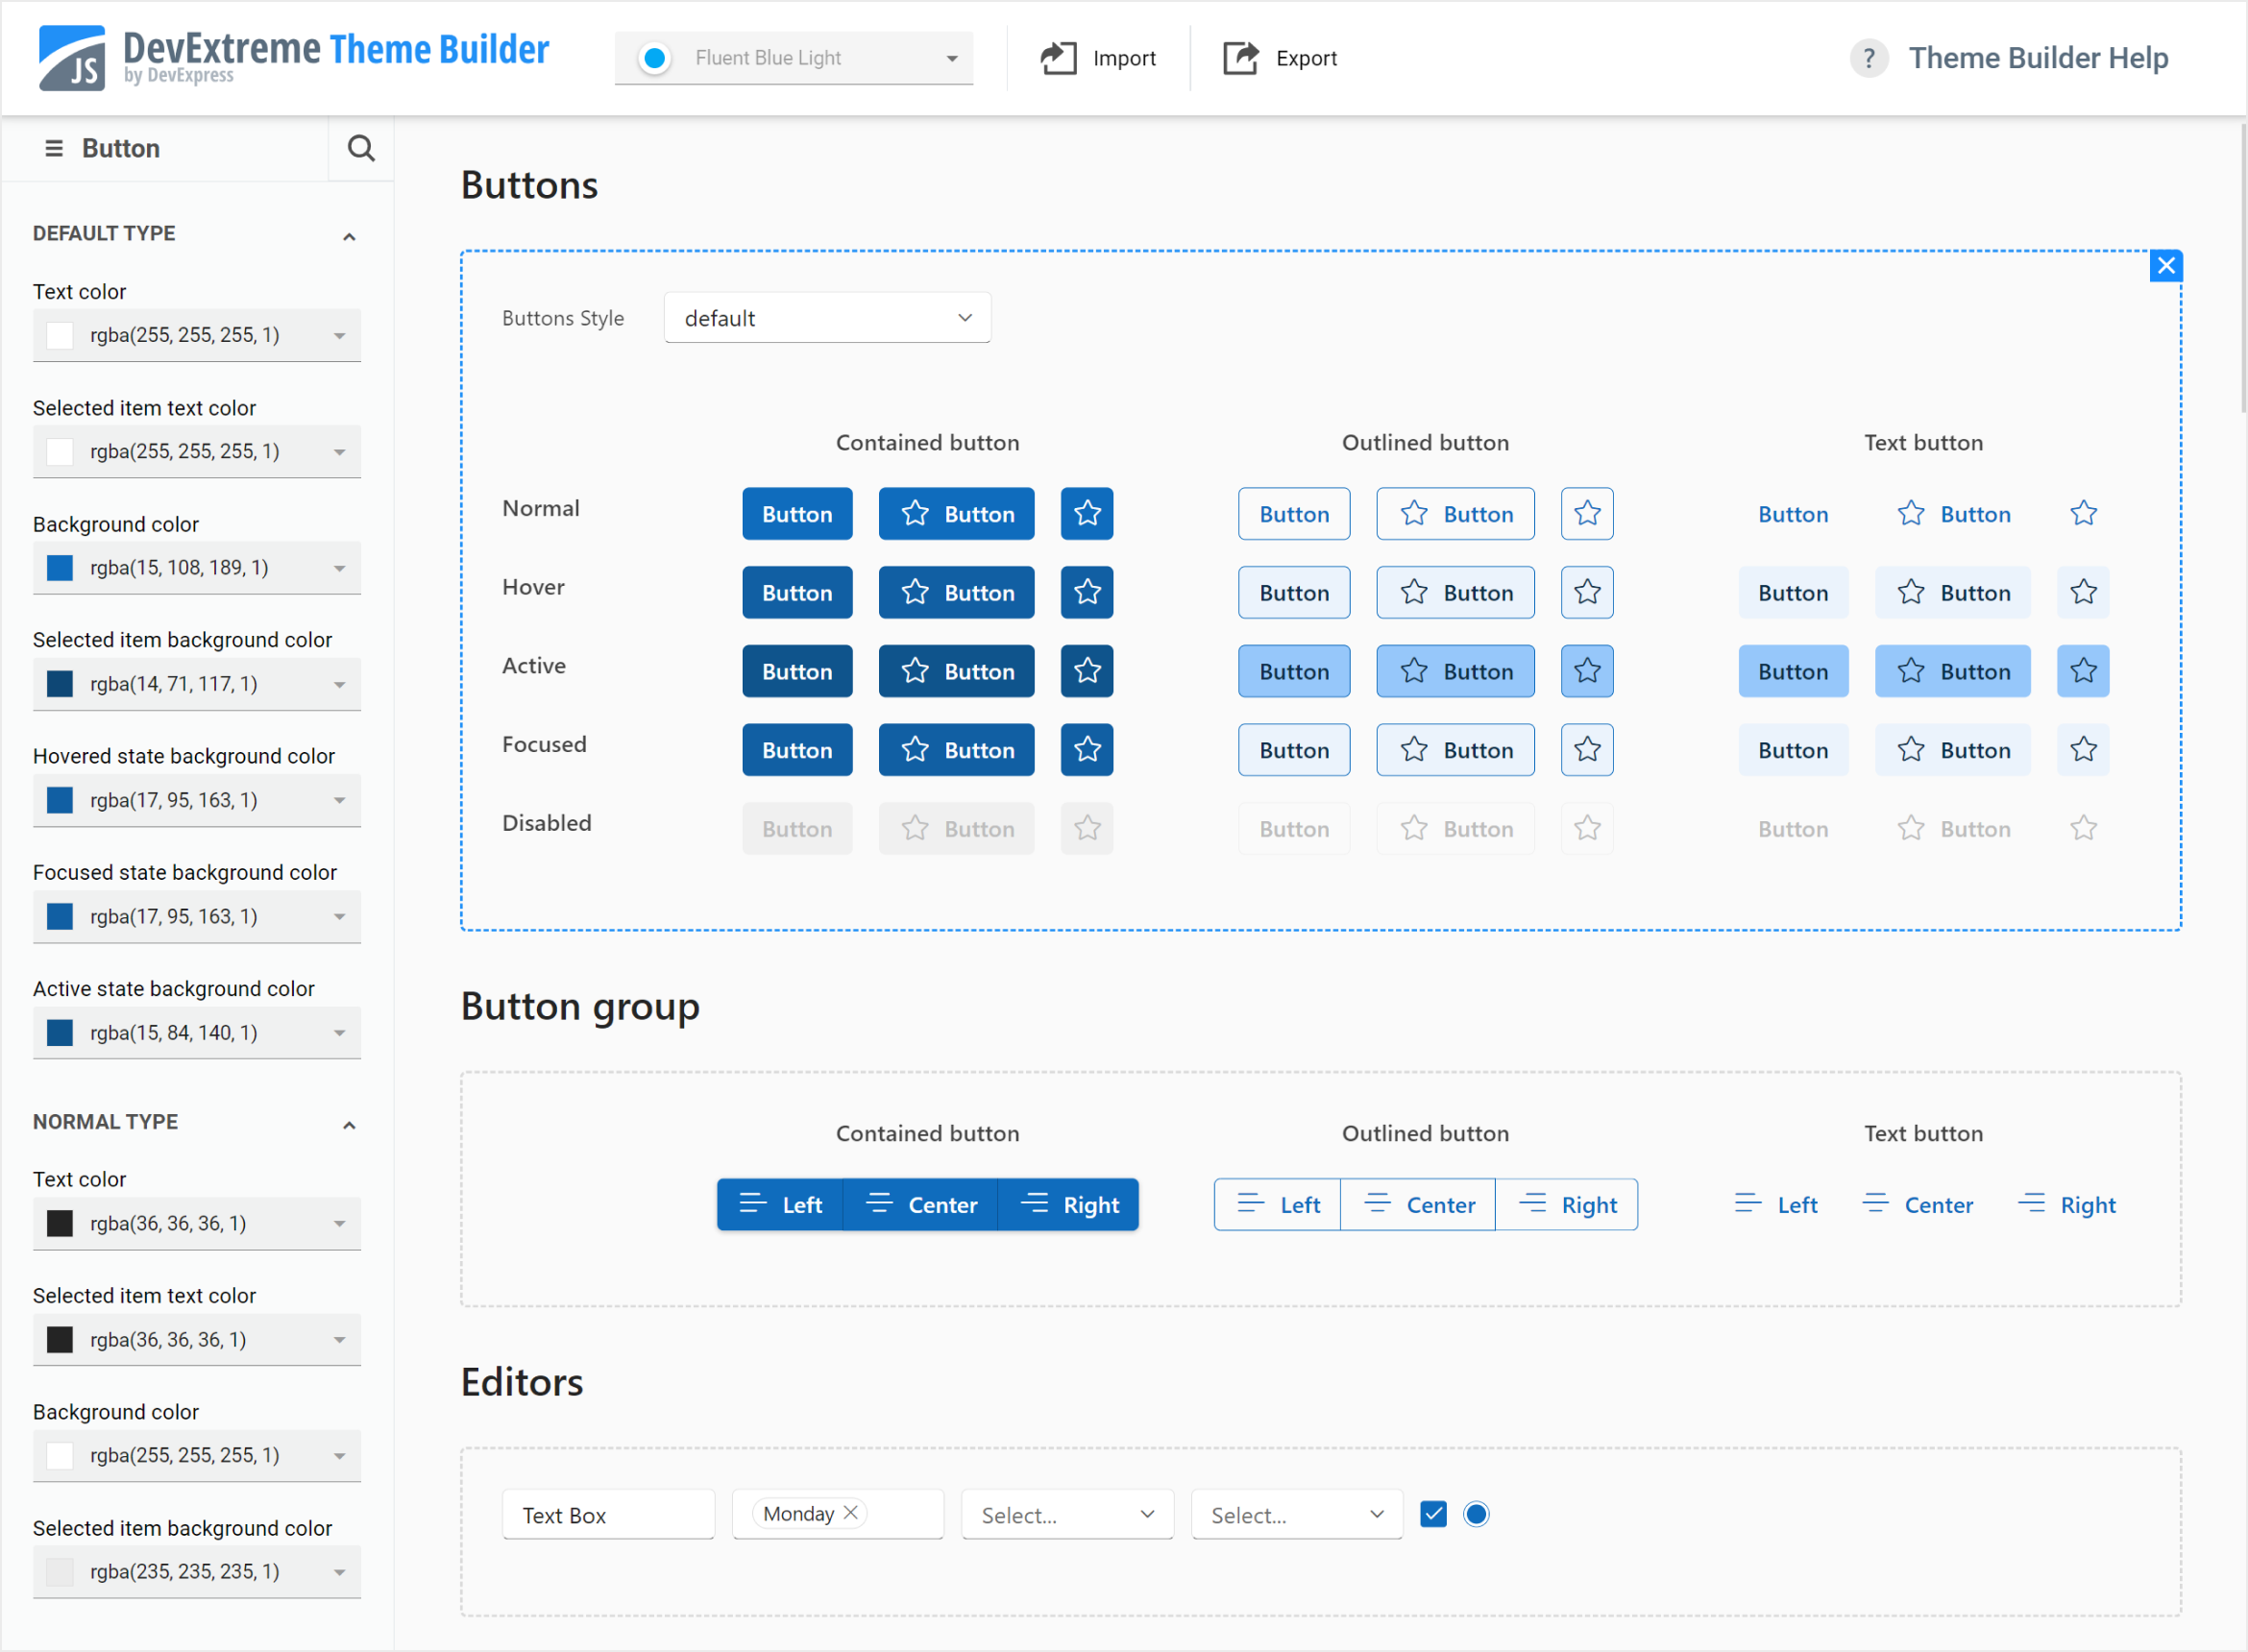 DevExtreme Theme Builder
by DevExpress
JS
Fluent Blue Light
Import
Export
? Theme Builder Help
Button
DEFAULT TYPE
Text color
rgba(255, 255, 255, 1)
Selected item text color
rgba(255, 255, 255, 1)
Background color
rgba(15, 108, 189, 1)
Selected item background color
rgba(14, 71, 117, 1)
Hovered state background color
rgba(17, 95, 163, 1)
Focused state background color
rgba(17, 95, 163, 1)
Active state background color
rgba(15, 84, 140, 1)
NORMAL TYPE
Text color
rgba(36, 36, 36, 1)
Selected item text color
rgba(36, 36, 36, 1)
Background color
rgba(255, 255, 255, 1)
Selected item background color
rgba(235, 235, 235, 1)
Buttons
Buttons Style default
Contained button Outlined button Text button
Normal Button Button Button Button Button Button
Hover Button Button Button Button Button Button
Active Button Button Button Button Button Button
Focused Button Button Button Button Button Button
Disabled Button Button Button Button Button Button
Button group
Contained button Outlined button Text button
Left Center Right Left Center Right Left Center Right
Editors
Text Box Monday Select... Select...